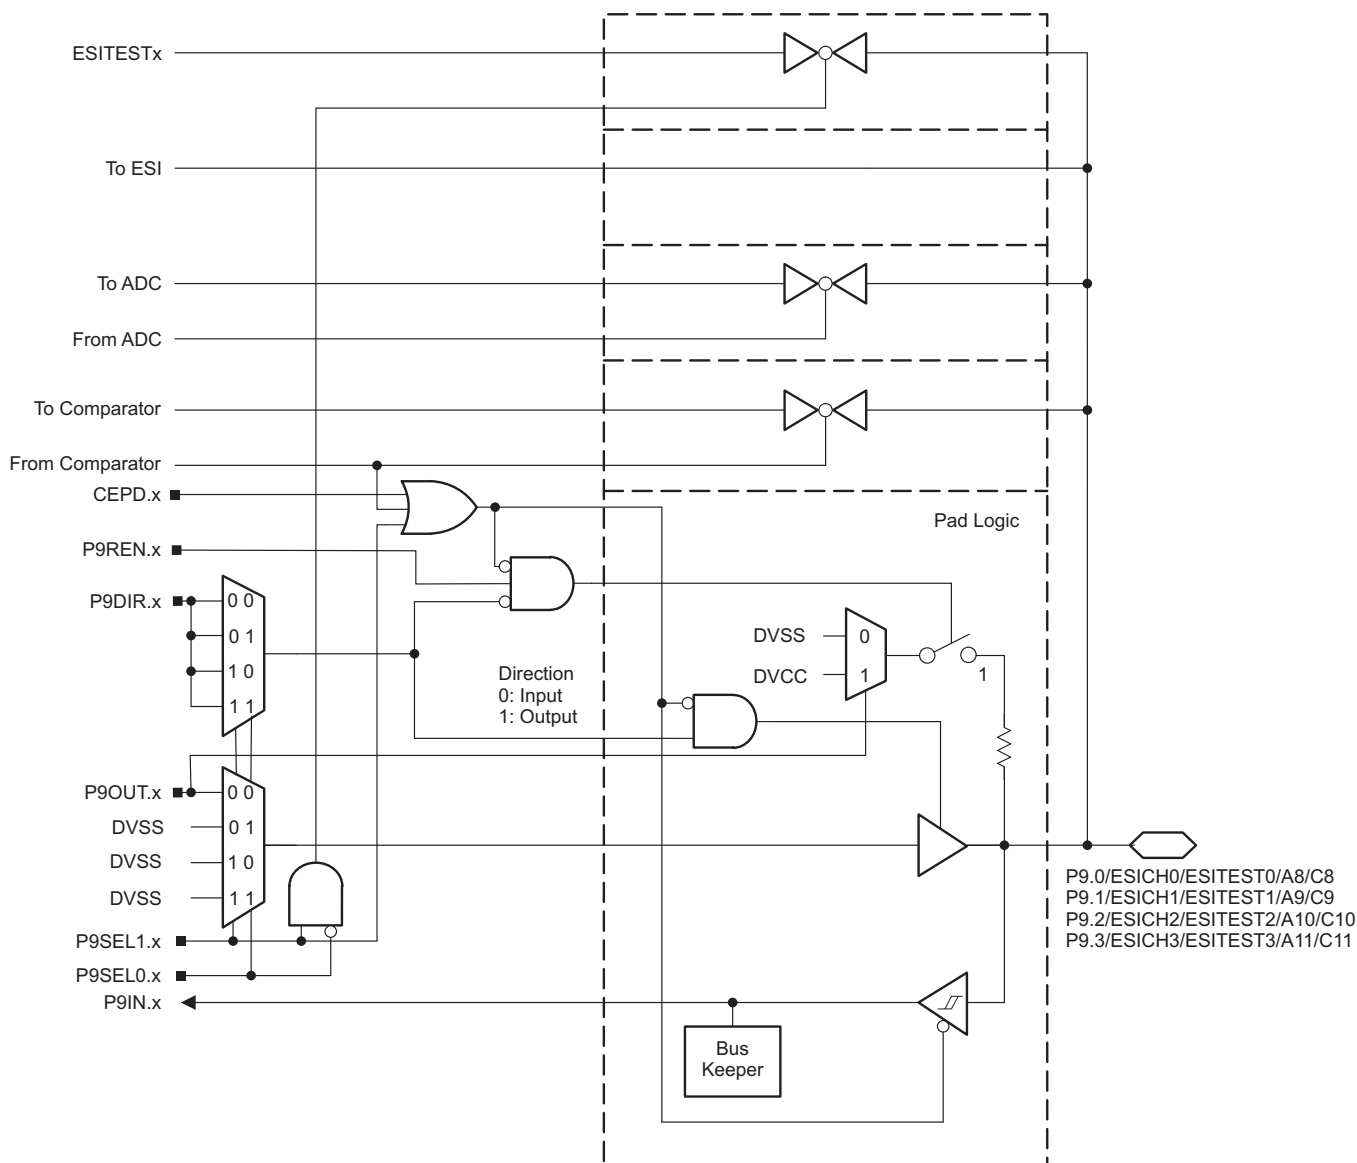 ESITESTx
To ESI
To ADC
From ADC
To Comparator
From Comparator
CEPD.x
Pad Logic
P9REN.x
P9DIR.x
0 0
0 1
1 0
1 1
Direction
0: Input
1: Output
DVSS
0
DVCC
1
1
P9OUT.x
0 0
DVSS
0 1
DVSS
1 0
DVSS
1 1
P9.0/ESICH0/ESITEST0/A8/C8
P9.1/ESICH1/ESITEST1/A9/C9
P9.2/ESICH2/ESITEST2/A10/C10
P9.3/ESICH3/ESITEST3/A11/C11
P9SEL1.x
P9SEL0.x
P9IN.x
Bus
Keeper